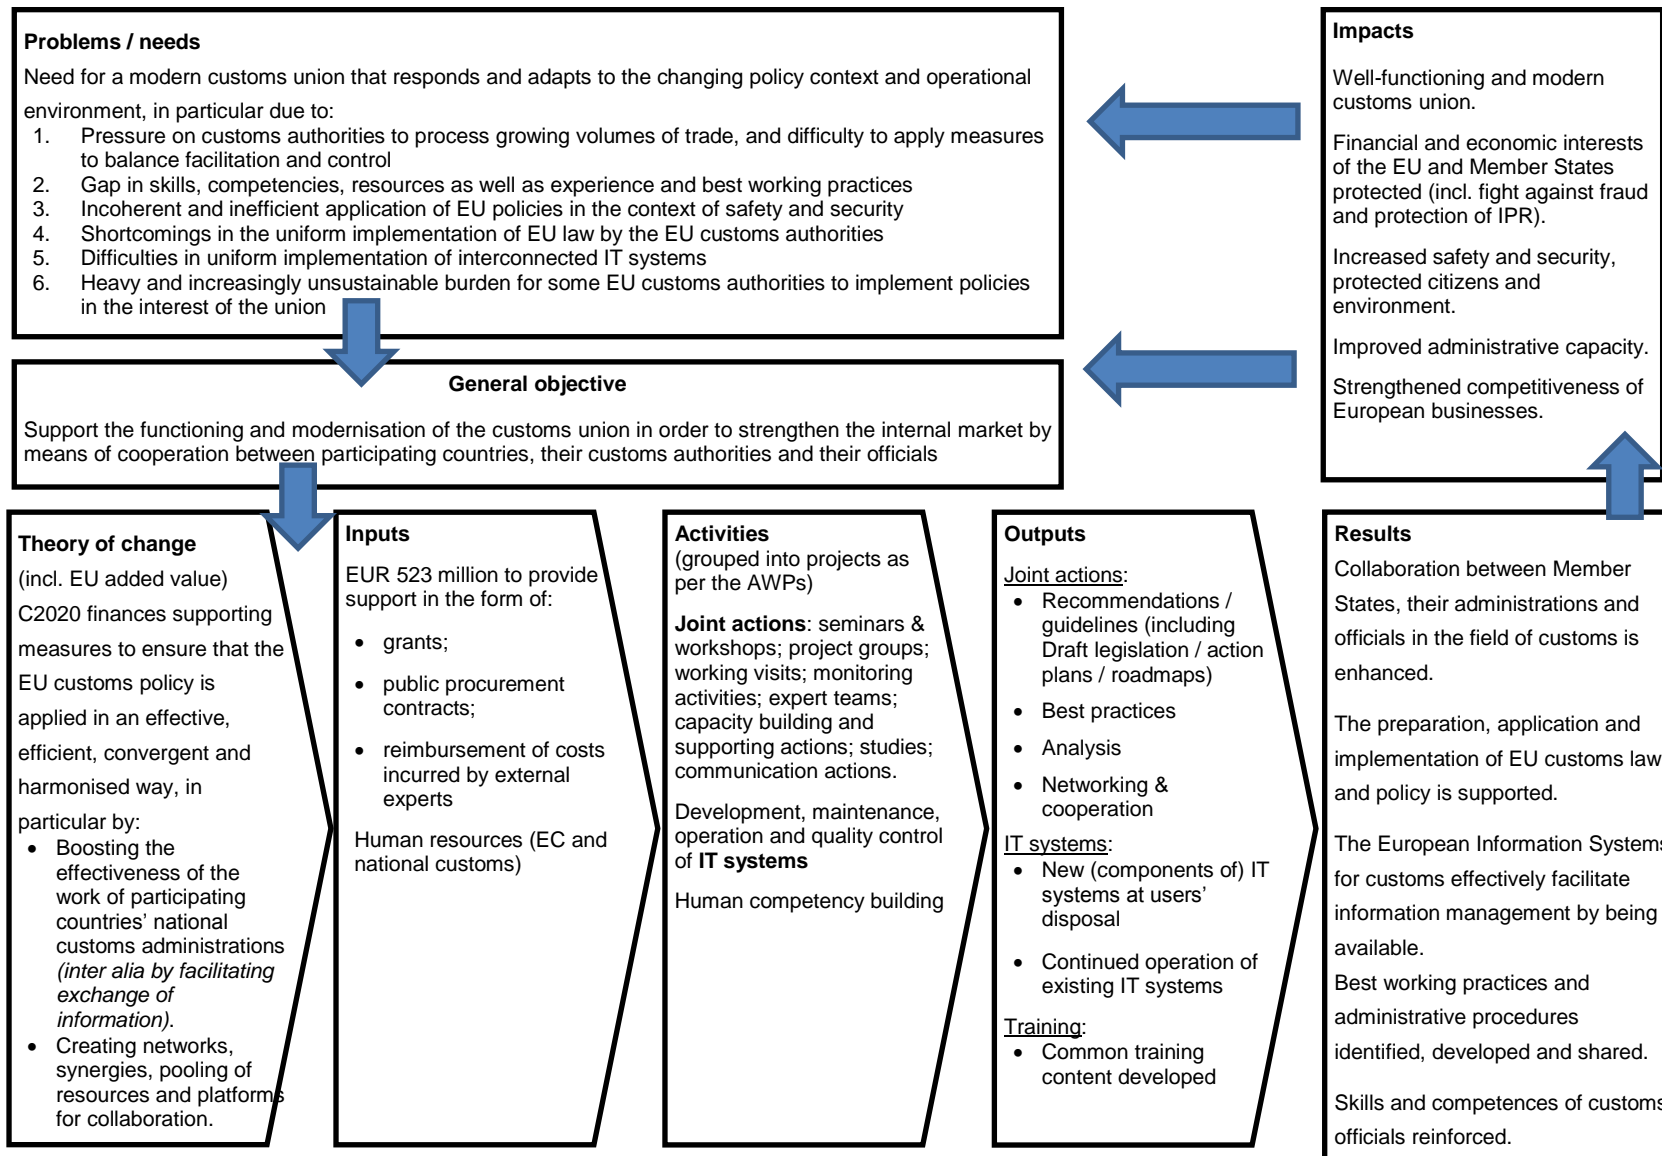 Problems / needs
Need for a modern customs union that responds and adapts to the changing policy context and operational
environment, in particular due to:
1. Pressure on customs authorities to process growing volumes of trade, and difficulty to apply measures
to balance facilitation and control
2. Gap in skills, competencies, resources as well as experience and best working practices
3. Incoherent and inefficient application of EU policies in the context of safety and security
4. Shortcomings in the uniform implementation of EU law by the EU customs authorities
5. Difficulties in uniform implementation of interconnected IT systems
6. Heavy and increasingly unsustainable burden for some EU customs authorities to implement policies
in the interest of the union
General objective
Support the functioning and modernisation of the customs union in order to strengthen the internal market by
means of cooperation between participating countries, their customs authorities and their officials
Impacts
Well-functioning and modern
customs union.
Financial and economic interests
of the EU and Member States
protected (incl. fight against fraud
and protection of IPR).
Increased safety and security,
protected citizens and
environment.
Improved administrative capacity.
Strengthened competitiveness of
European businesses.
Theory of change
(incl. EU added value)
C2020 finances supporting
measures to ensure that the
EU customs policy is
applied in an effective,
efficient, convergent and
harmonised way, in
particular by:
• Boosting the
effectiveness of the
work of participating
countries' national
customs administrations
(inter alia by facilitating
exchange of
information).
• Creating networks,
synergies, pooling of
resources and platforms
for collaboration.
Inputs
EUR 523 million to provide
support in the form of:
• grants;
• public procurement
contracts;
• reimbursement of costs
incurred by external
experts
Human resources (EC and
national customs)
Activities
(grouped into projects as
per the AWPs)
Joint actions: seminars &
workshops; project groups;
working visits; monitoring
activities; expert teams;
capacity building and
supporting actions; studies;
communication actions.
Development, maintenance,
operation and quality control
of IT systems
Human competency building
Outputs
Joint actions:
• Recommendations /
guidelines (including
Draft legislation / action
plans / roadmaps)
• Best practices
• Analysis
• Networking &
cooperation
IT systems:
• New (components of) IT
systems at users'
disposal
• Continued operation of
existing IT systems
Training:
• Common training
content developed
Results
Collaboration between Member
States, their administrations and
officials in the field of customs is
enhanced.
The preparation, application and
implementation of EU customs law
and policy is supported.
The European Information Systems
for customs effectively facilitate
information management by being
available.
Best working practices and
administrative procedures
identified, developed and shared.
Skills and competences of customs
officials reinforced.